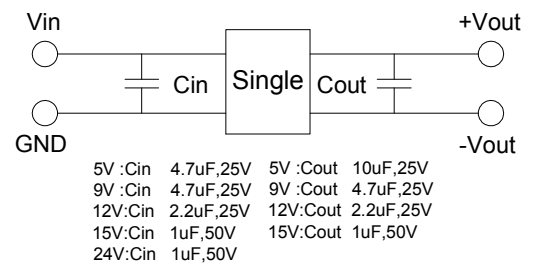 Vin +Vout
Cin Single Cout
GND -Vout
5V :Cin 4.7uF,25V 5V :Cout 10uF,25V
9V :Cin 4.7uF,25V 9V :Cout 4.7uF,25V
12V:Cin 2.2uF,25V 12V:Cout 2.2uF,25V
15V:Cin 1uF,50V 15V:Cout 1uF,50V
24V:Cin 1uF,50V